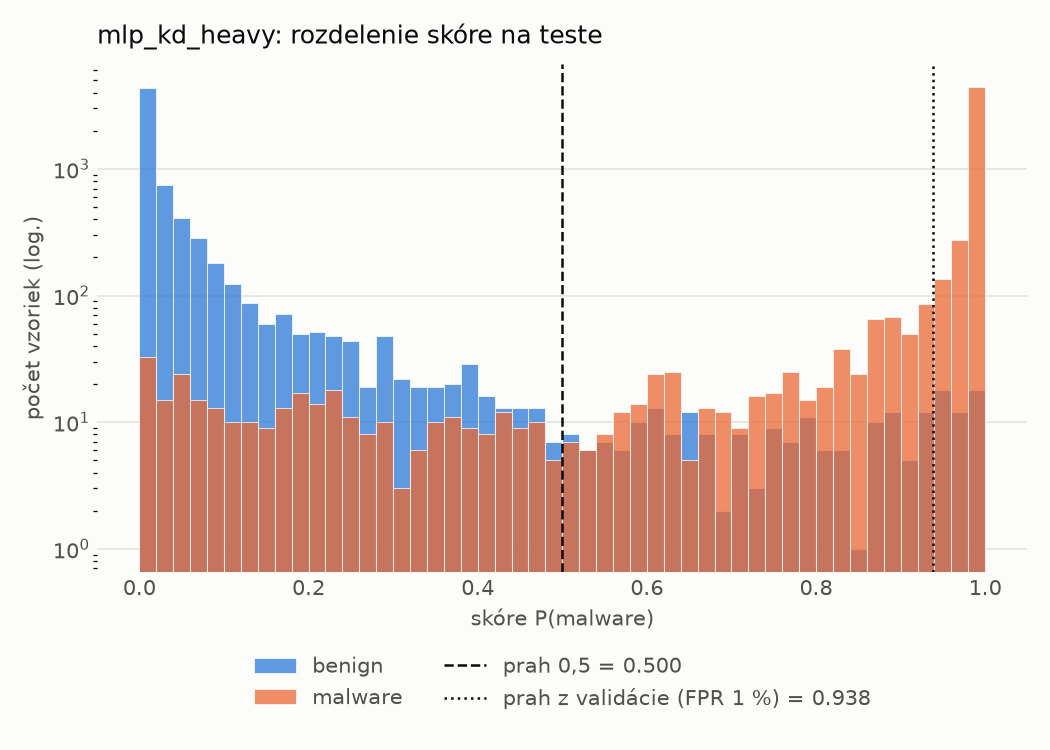 mlp_kd_heavy: rozdelenie skóre na teste
počet vzoriek (log.)
10³
10²
10¹
10⁰
0.0 0.2 0.4 0.6 0.8 1.0
skóre P(malware)
benign
malware
prah 0,5 = 0.500
prah z validácie (FPR 1 %) = 0.938